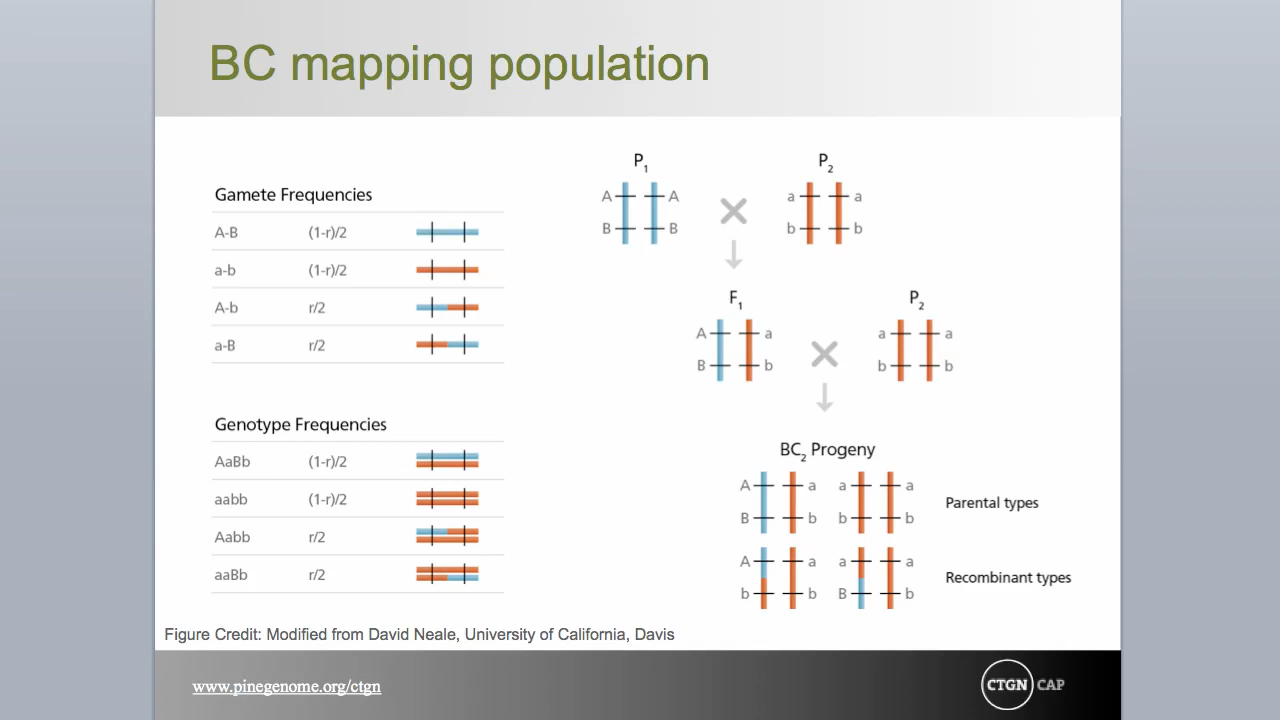 BC mapping population
Gamete Frequencies
A-B (1-r)/2
a-b (1-r)/2
A-b r/2
a-B r/2
Genotype Frequencies
AaBb (1-r)/2
aabb (1-r)/2
Aabb r/2
aaBb r/2
P1 P2
A A a a
B B b b
F1 P2
A a a a
B b b b
BC2 Progeny
A a a a
B b b b
Parental types
A a a a
b b B b
Recombinant types
Figure Credit: Modified from David Neale, University of California, Davis
www.pinegenome.org/ctgn
CTGN CAP